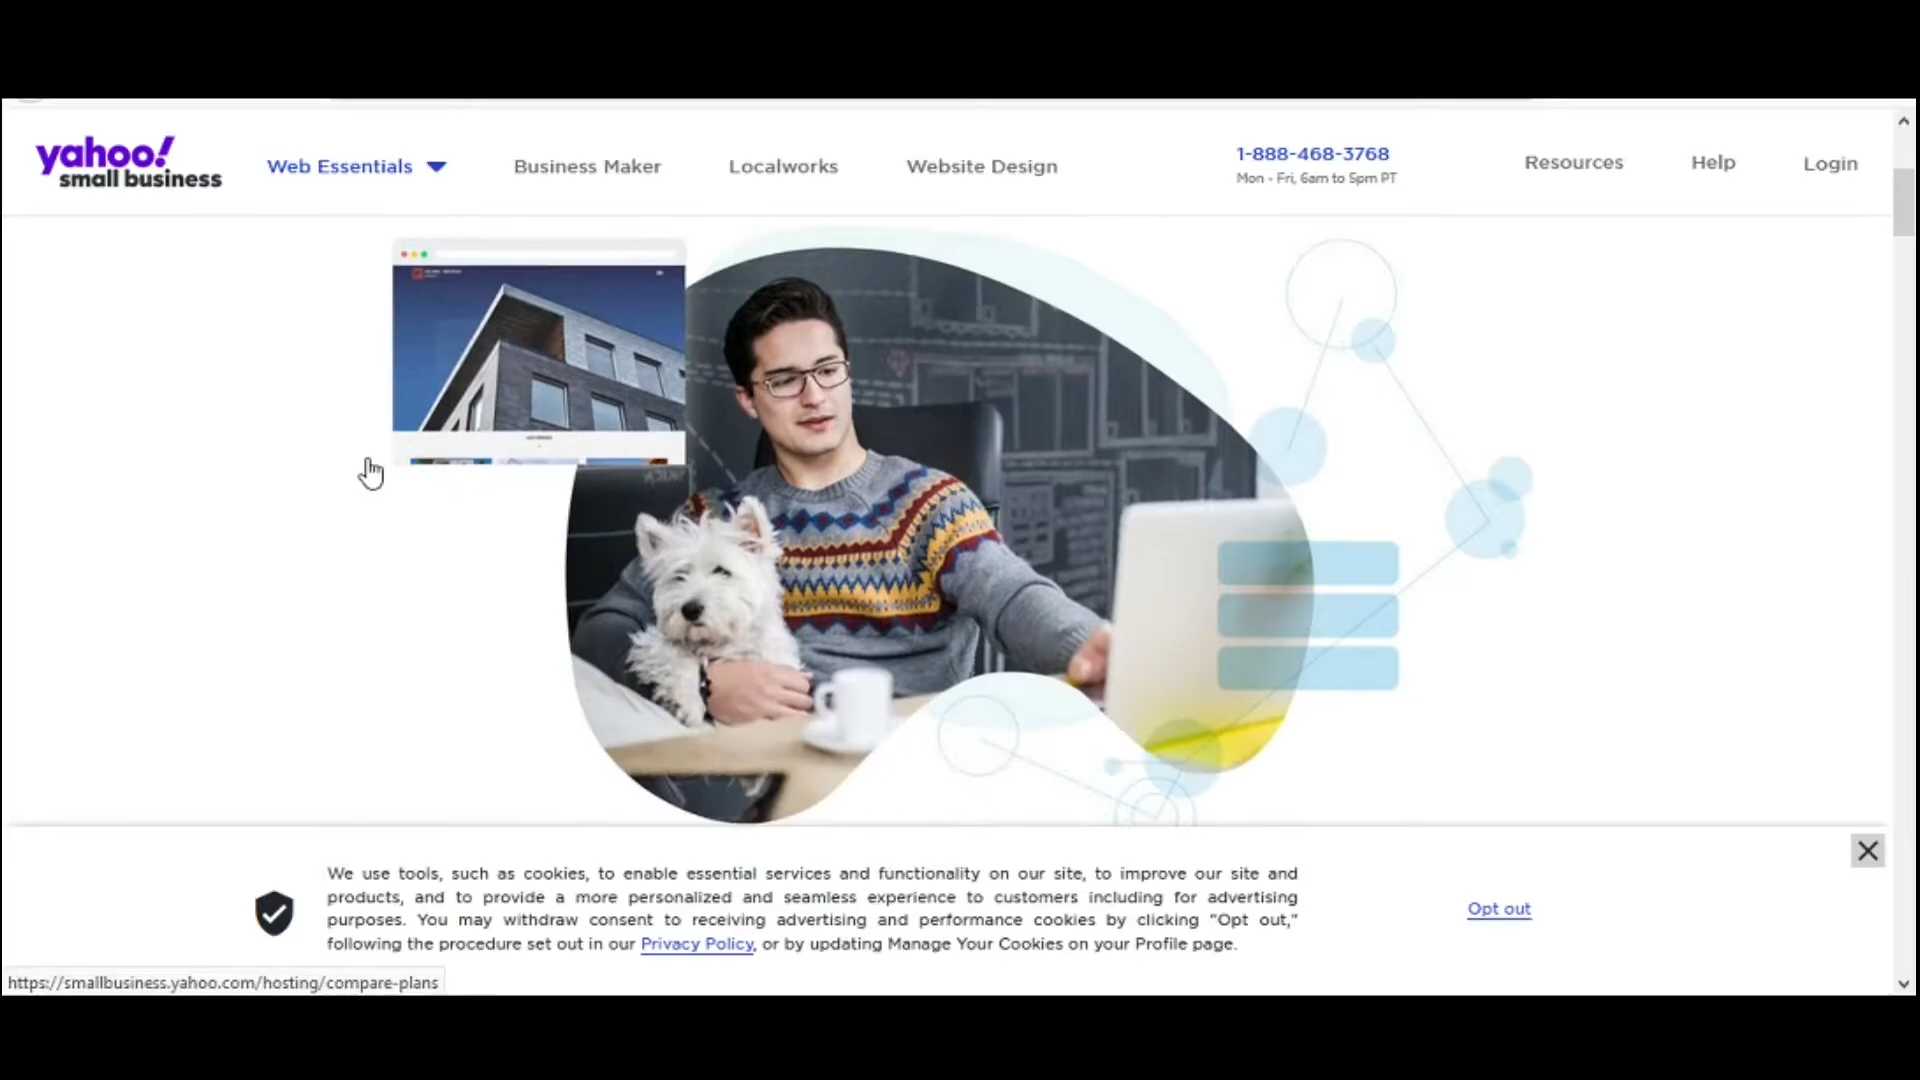 yahoo!
small business
Web Essentials
Business Maker
Localworks
Website Design
1-888-468-3768
Mon - Fri, 6am to 5pm PT
Resources
Help
Login
We use tools, such as cookies, to enable essential services and functionality on our site, to improve our site and
products, and to provide a more personalized and seamless experience to customers including for advertising
purposes. You may withdraw consent to receiving advertising and performance cookies by clicking "Opt out,"
following the procedure set out in our Privacy Policy, or by updating Manage Your Cookies on your Profile page.
Opt out
https://smallbusiness.yahoo.com/hosting/compare-plans